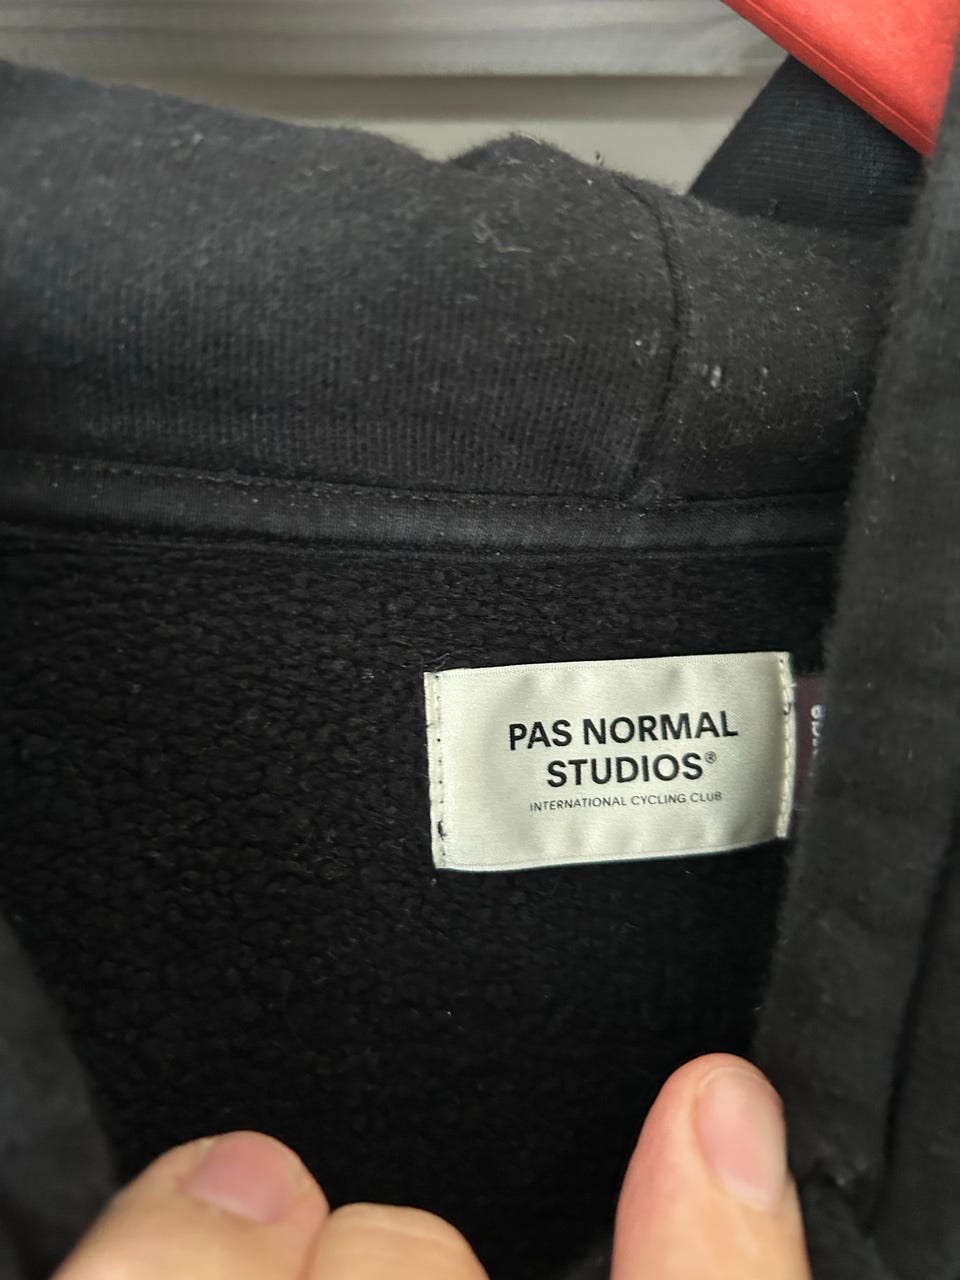 PAS NORMAL
STUDIOS®
INTERNATIONAL CYCLING CLUB